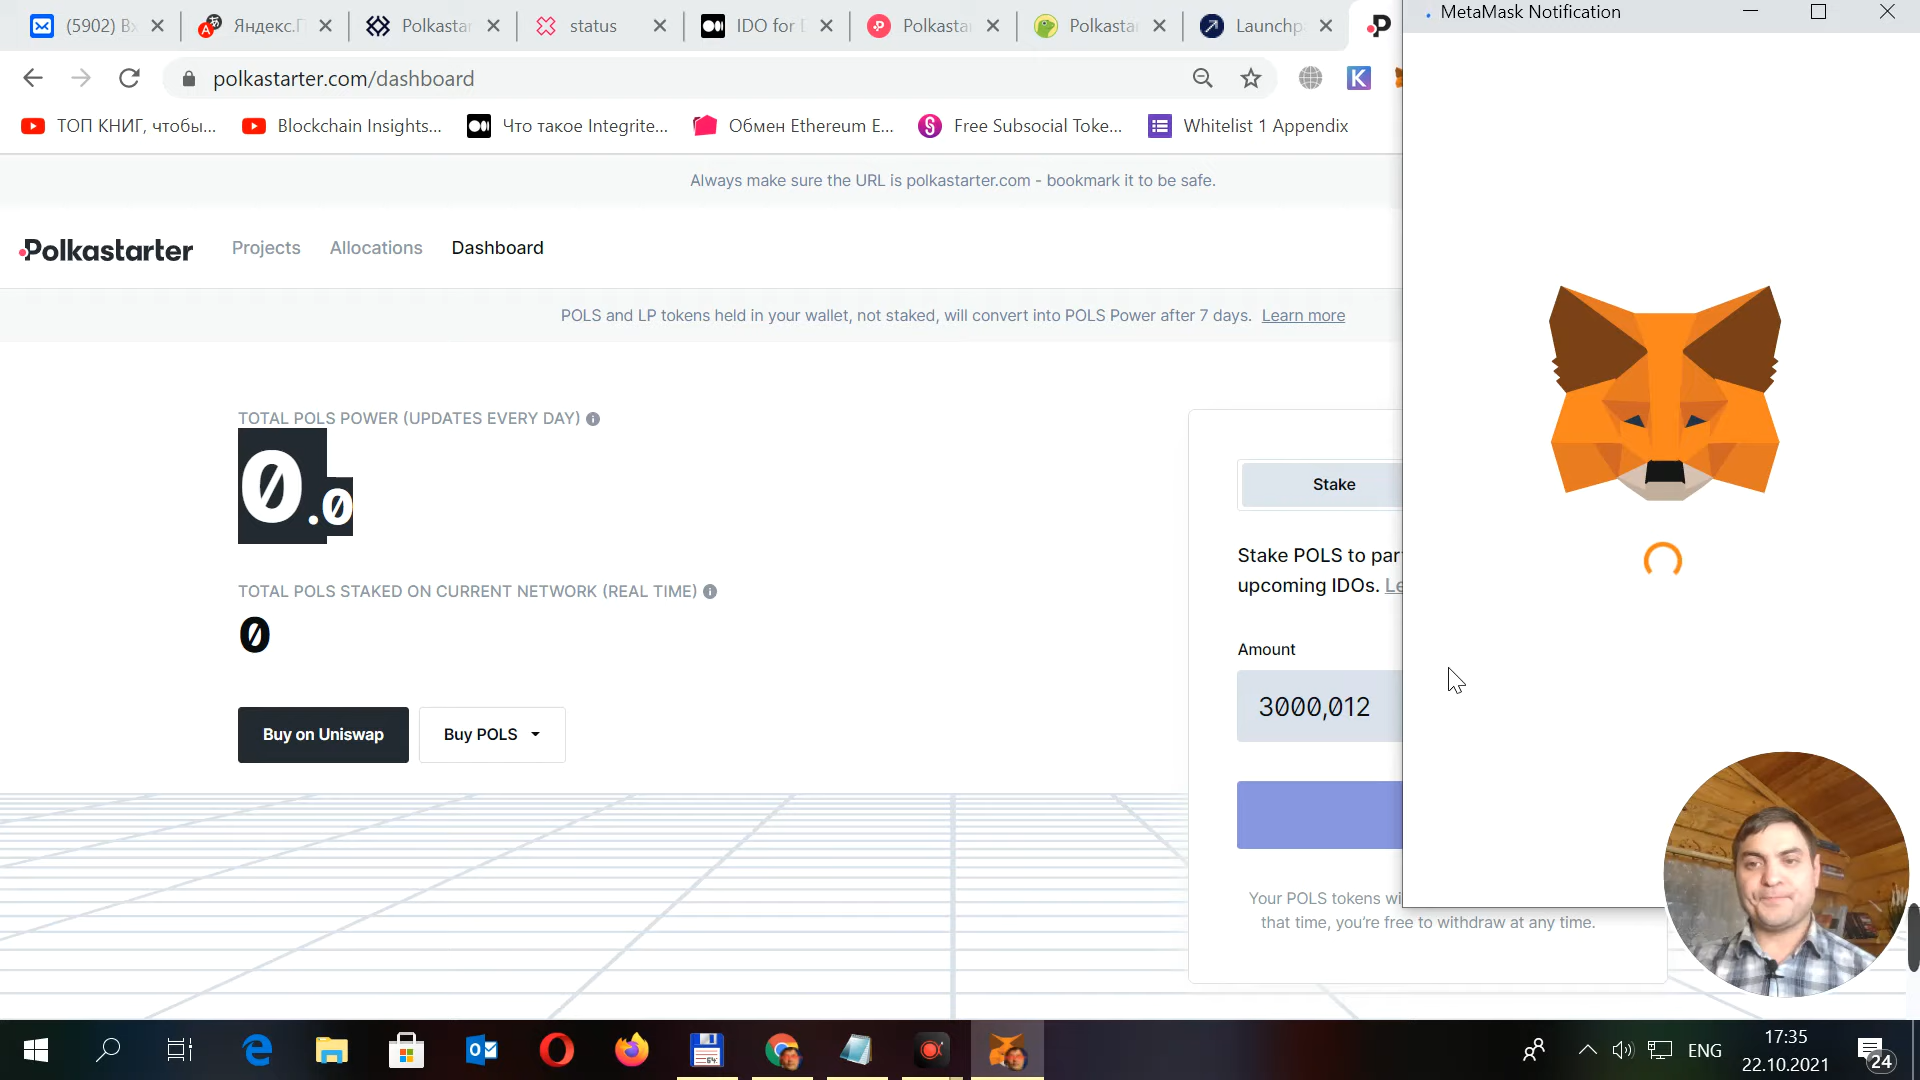 (5902) Вх
Яндекс.П
Polkastar
status
IDO for D
Polkastar
Polkastar
Launchp
MetaMask Notification
polkastarter.com/dashboard
K
ТОП КНИГ, чтобы...
Blockchain Insights...
Что такое Integrite...
Обмен Ethereum E...
Free Subsocial Toke...
Whitelist 1 Appendix
Always make sure the URL is polkastarter.com - bookmark it to be safe.
Polkastarter
Projects
Allocations
Dashboard
POLS and LP tokens held in your wallet, not staked, will convert into POLS Power after 7 days. Learn more
TOTAL POLS POWER (UPDATES EVERY DAY)
0.0
TOTAL POLS STAKED ON CURRENT NETWORK (REAL TIME)
0
Buy on Uniswap
Buy POLS
Stake
Stake POLS to par
upcoming IDOs. Le
Amount
3000,012
Your POLS tokens wi
that time, you're free to withdraw at any time.
ENG
17:35
22.10.2021
24